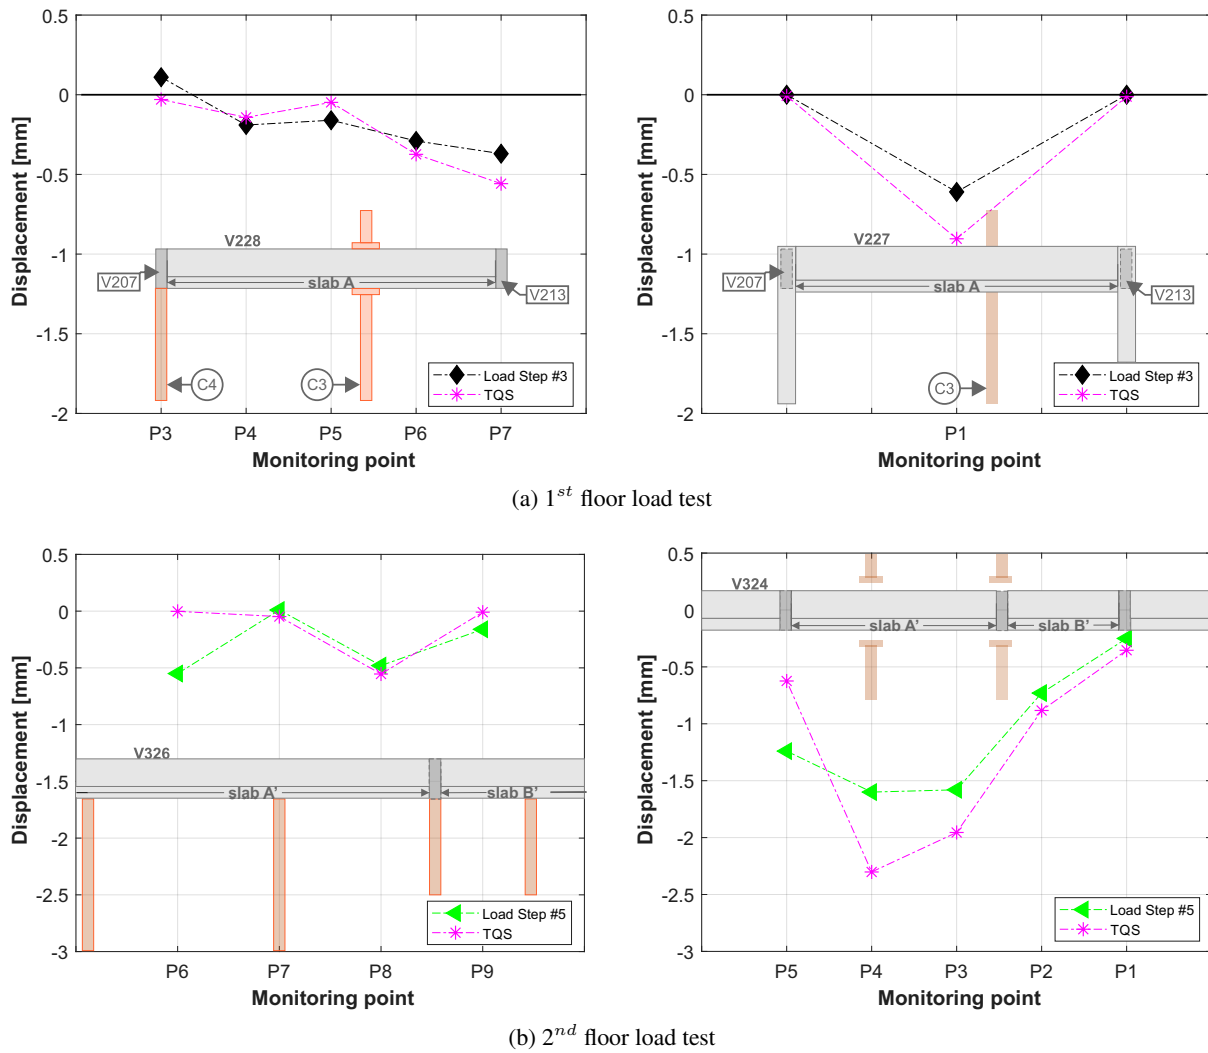 0.5
0
-0.5
-1
-1.5
-2
Displacement [mm]
V228
V207
slab A
V213
C4
C3
Load Step #3
TQS
P3 P4 P5 P6 P7
Monitoring point
0.5
0
-0.5
-1
-1.5
-2
Displacement [mm]
V227
V207
slab A
V213
C3
Load Step #3
TQS
P1
Monitoring point
(a) 1st floor load test
0.5
0
-0.5
-1
-1.5
-2
-2.5
-3
Displacement [mm]
V326
slab A'
slab B'
Load Step #5
TQS
P6 P7 P8 P9
Monitoring point
0.5
0
-0.5
-1
-1.5
-2
-2.5
-3
Displacement [mm]
V324
slab A'
slab B'
Load Step #5
TQS
P5 P4 P3 P2 P1
Monitoring point
(b) 2nd floor load test